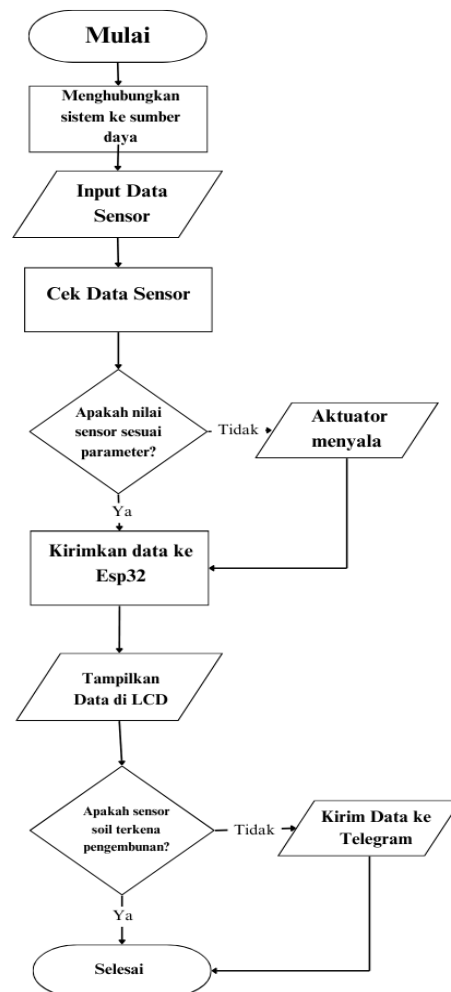 Mulai
Menghubungkan
sistem ke sumber
daya
Input Data
Sensor
Cek Data Sensor
Apakah nilai
sensor sesuai
parameter?
Tidak
Aktuator
menyala
Ya
Kirimkan data ke
Esp32
Tampilkan
Data di LCD
Apakah sensor
soil terkena
pengembunan?
Tidak
Kirim Data ke
Telegram
Ya
Selesai